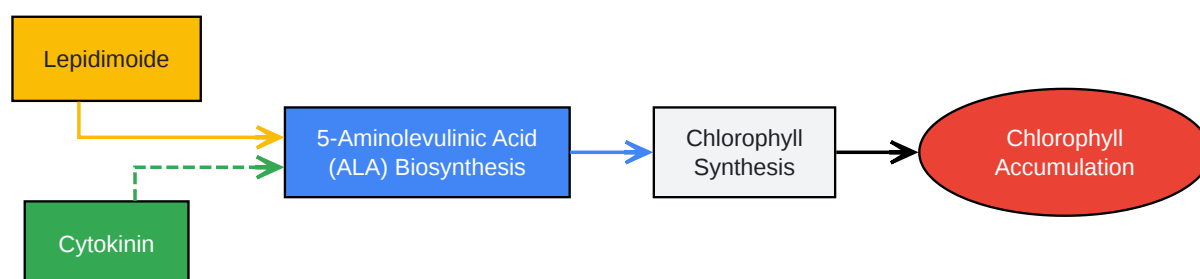 Lepidimoide
5-Aminolevulinic Acid
(ALA) Biosynthesis
Chlorophyll
Synthesis
Chlorophyll
Accumulation
Cytokinin